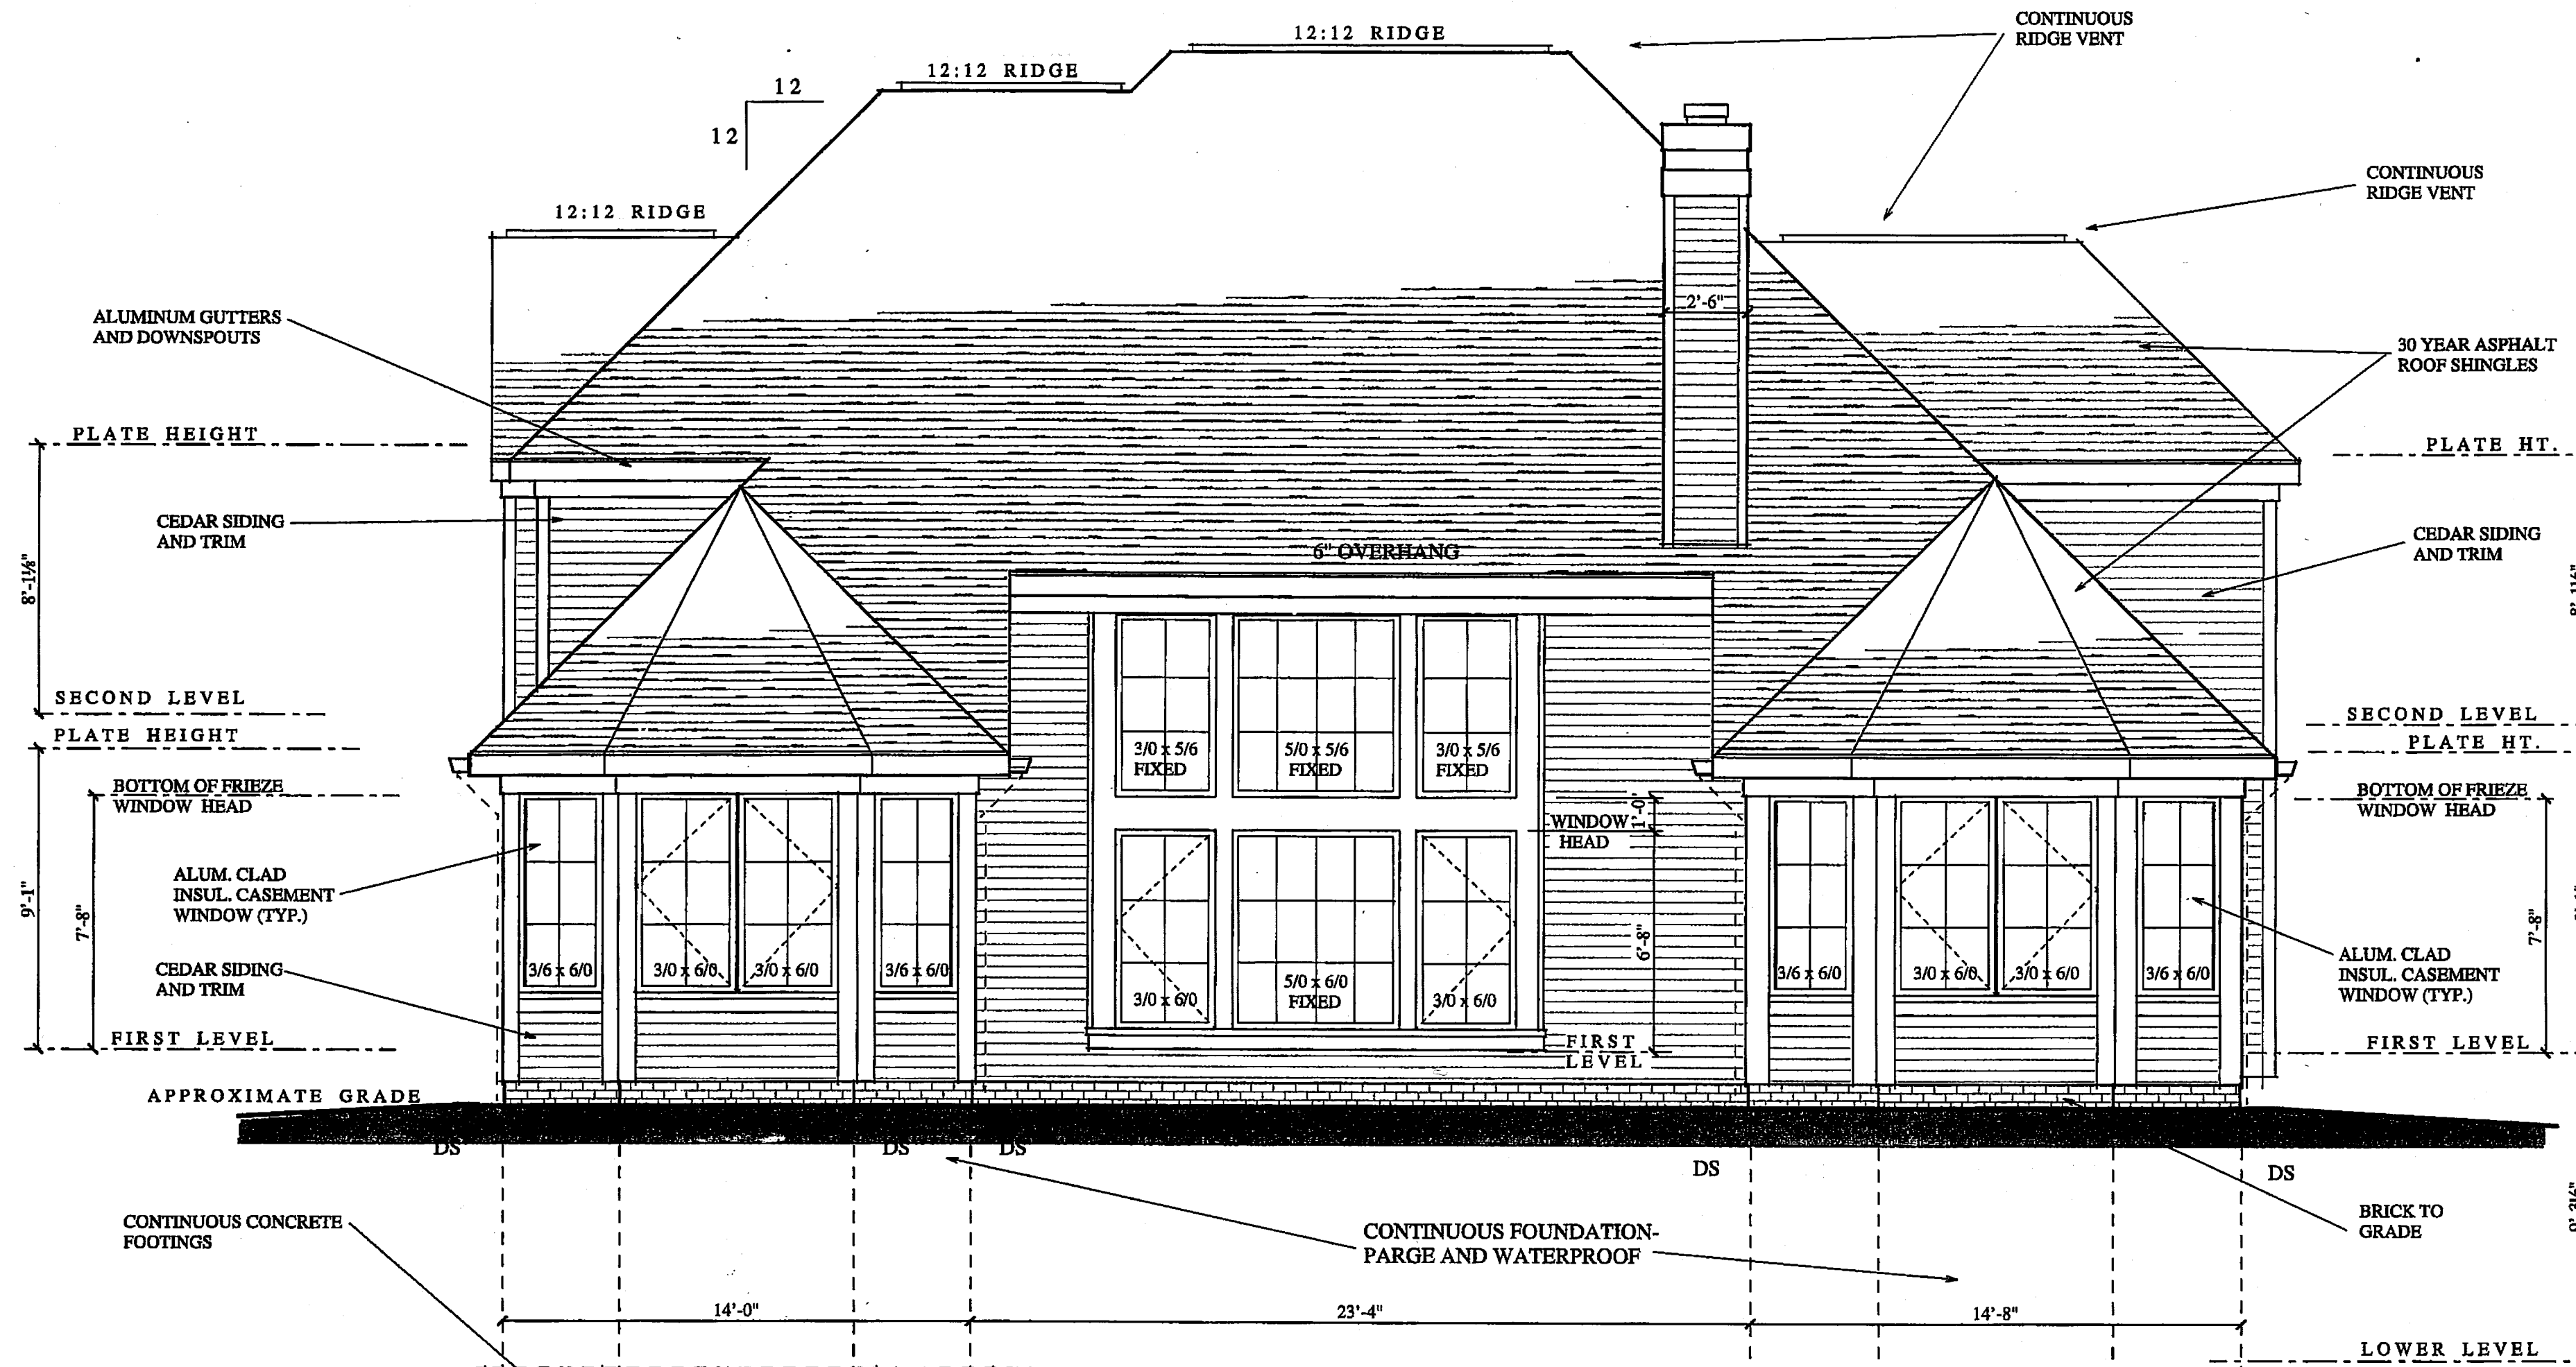 12:12 RIDGE
CONTINUOUS
RIDGE VENT
12:12 RIDGE
12
12
CONTINUOUS
RIDGE VENT
12:12 RIDGE
2'-6"
ALUMINUM GUTTERS
AND DOWNSPOUTS
30 YEAR ASPHALT
ROOF SHINGLES
PLATE HEIGHT
PLATE HT.
CEDAR SIDING
AND TRIM
8'-1⅛"
6" OVERHANG
CEDAR SIDING
AND TRIM
SECOND LEVEL
PLATE HEIGHT
SECOND LEVEL
PLATE HT.
3/0 x 5/6
FIXED
5/0 x 5/6
FIXED
3/0 x 5/6
FIXED
BOTTOM OF FRIEZE
WINDOW HEAD
BOTTOM OF FRIEZE
WINDOW HEAD
1'-0"
WINDOW
HEAD
ALUM. CLAD
INSUL. CASEMENT
WINDOW (TYP.)
9'-1"
7'-8"
6'-8"
7'-8"
ALUM. CLAD
INSUL. CASEMENT
WINDOW (TYP.)
CEDAR SIDING
AND TRIM
3/6 x 6/0
3/0 x 6/0
3/0 x 6/0
3/6 x 6/0
3/0 x 6/0
5/0 x 6/0
FIXED
3/0 x 6/0
3/6 x 6/0
3/0 x 6/0
3/0 x 6/0
3/6 x 6/0
FIRST LEVEL
FIRST
LEVEL
FIRST LEVEL
APPROXIMATE GRADE
DS
DS
DS
DS
DS
CONTINUOUS CONCRETE
FOOTINGS
CONTINUOUS FOUNDATION-
PARGE AND WATERPROOF
BRICK TO
GRADE
14'-0"
23'-4"
14'-8"
LOWER LEVEL